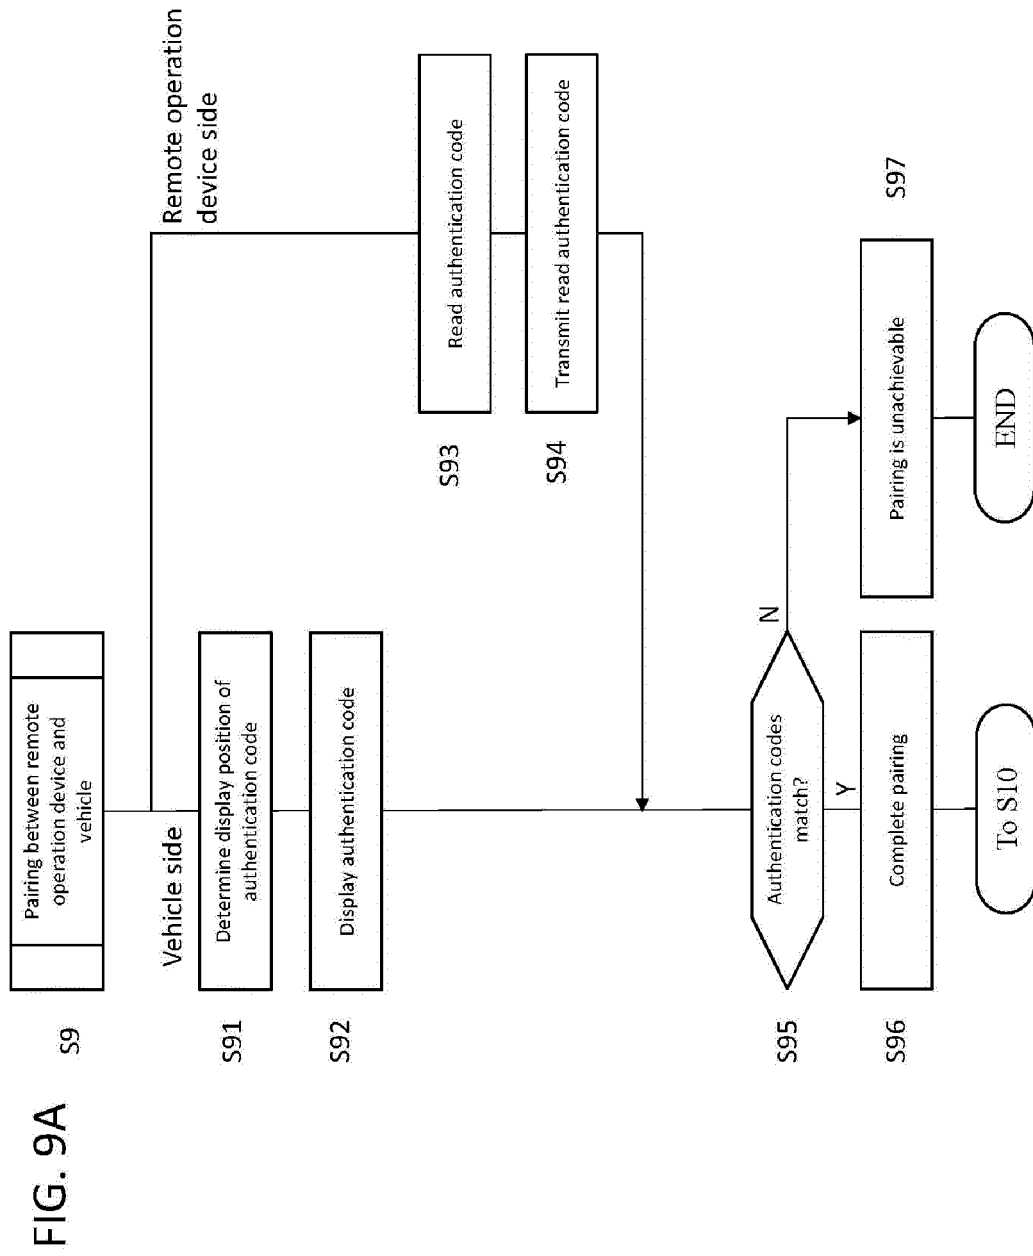 FIG. 9A
S9
Pairing between remote
operation device and
vehicle
Vehicle side
Remote operation
device side
S91
Determine display position of
authentication code
S92
Display authentication code
S93
Read authentication code
S94
Transmit read authentication code
S95
Authentication codes
match?
N
Y
S96
Complete pairing
Pairing is unachievable
S97
To S10
END